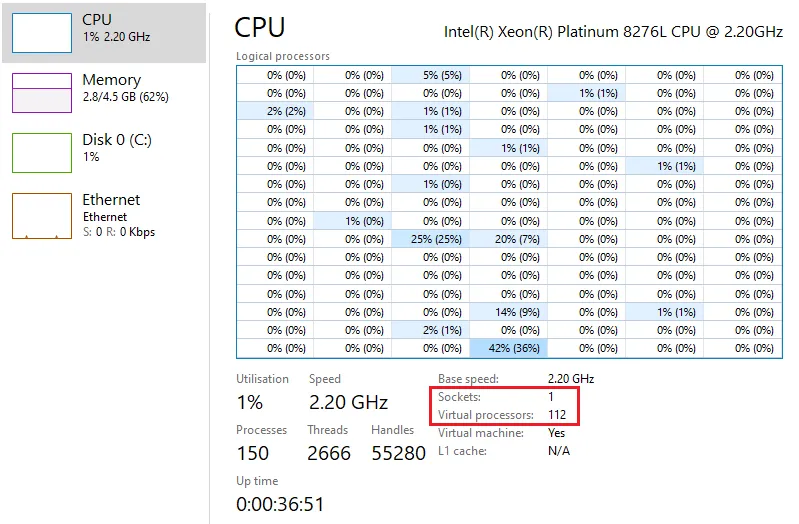 CPU
1% 2.20 GHz
Memory
2.8/4.5 GB (62%)
Disk 0 (C:)
1%
Ethernet
Ethernet
S: 0 R: 0 Kbps
CPU Intel(R) Xeon(R) Platinum 8276L CPU @ 2.20GHz
Logical processors
0% (0%) 0% (0%) 5% (5%) 0% (0%) 0% (0%) 0% (0%) 0% (0%)
0% (0%) 0% (0%) 0% (0%) 0% (0%) 1% (1%) 0% (0%) 0% (0%)
2% (2%) 0% (0%) 1% (1%) 0% (0%) 0% (0%) 0% (0%) 0% (0%)
0% (0%) 0% (0%) 1% (1%) 0% (0%) 0% (0%) 0% (0%) 0% (0%)
0% (0%) 0% (0%) 0% (0%) 1% (1%) 0% (0%) 0% (0%) 0% (0%)
0% (0%) 0% (0%) 0% (0%) 0% (0%) 0% (0%) 1% (1%) 0% (0%)
0% (0%) 0% (0%) 1% (0%) 0% (0%) 0% (0%) 0% (0%) 0% (0%)
0% (0%) 0% (0%) 0% (0%) 0% (0%) 0% (0%) 0% (0%) 0% (0%)
0% (0%) 1% (0%) 0% (0%) 0% (0%) 0% (0%) 0% (0%) 0% (0%)
0% (0%) 0% (0%) 25% (25%) 20% (7%) 0% (0%) 0% (0%) 0% (0%)
0% (0%) 0% (0%) 0% (0%) 0% (0%) 0% (0%) 0% (0%) 0% (0%)
0% (0%) 0% (0%) 0% (0%) 0% (0%) 0% (0%) 0% (0%) 0% (0%)
0% (0%) 0% (0%) 0% (0%) 0% (0%) 0% (0%) 0% (0%) 0% (0%)
0% (0%) 0% (0%) 0% (0%) 14% (9%) 0% (0%) 1% (1%) 0% (0%)
0% (0%) 0% (0%) 2% (1%) 0% (0%) 0% (0%) 0% (0%) 0% (0%)
0% (0%) 0% (0%) 0% (0%) 42% (36%) 0% (0%) 0% (0%) 0% (0%)
Utilisation Speed
1% 2.20 GHz
Processes Threads Handles
150 2666 55280
Up time
0:00:36:51
Base speed: 2.20 GHz
Sockets: 1
Virtual processors: 112
Virtual machine: Yes
L1 cache: N/A